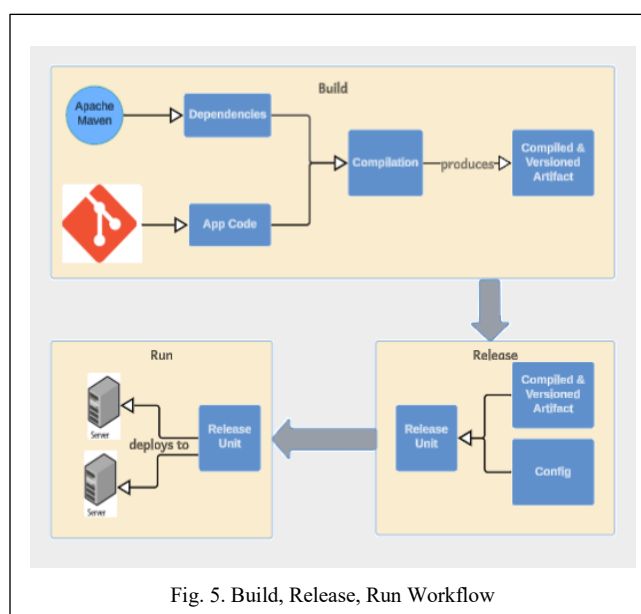 Build
Apache
Maven
Dependencies
Compilation
produces
Compiled &
Versioned
Artifact
App Code
Run
Server
Server
deploys to
Release
Unit
Release
Release
Unit
Compiled &
Versioned
Artifact
Config
Fig. 5. Build, Release, Run Workflow